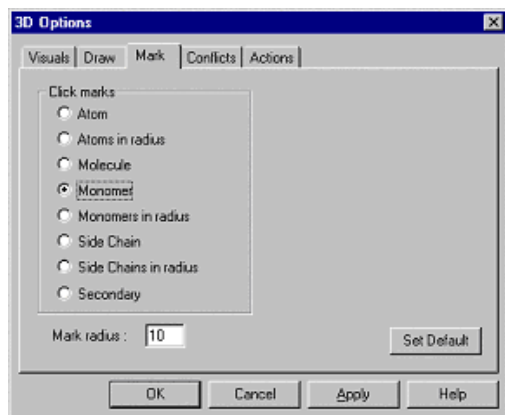 3D Options
Visuals Draw Mark Conflicts Actions
Click marks
Atom
Atoms in radius
Molecule
Monomer
Monomers in radius
Side Chain
Side Chains in radius
Secondary
Mark radius : 10
Set Default
OK Cancel Apply Help